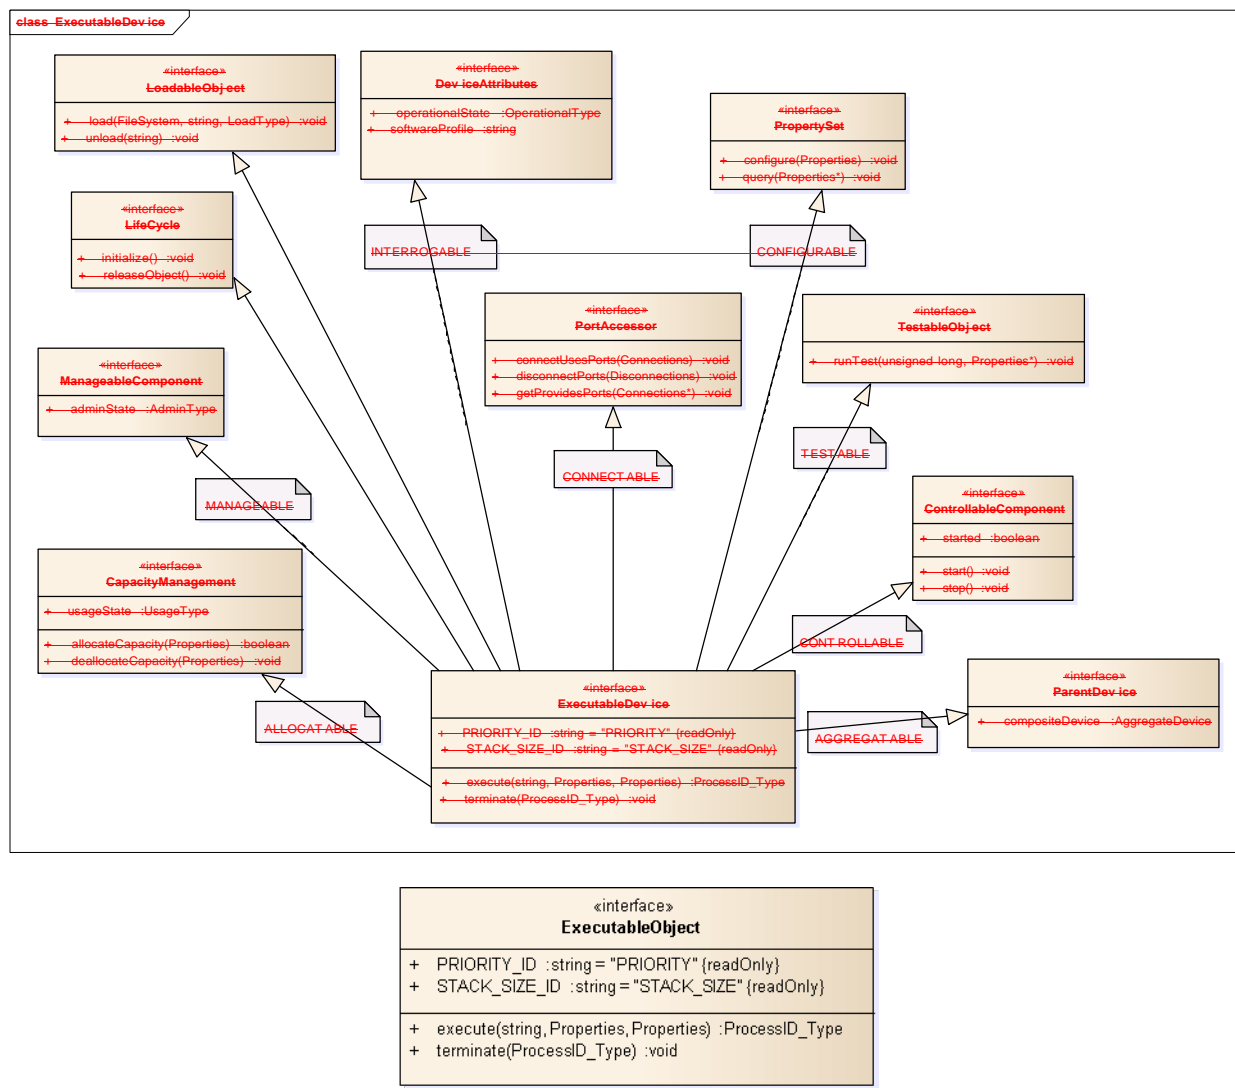 class ExecutableDevice
«interface»
LoadableObject
+ load(FileSystem, string, LoadType) :void
+ unload(string) :void
«interface»
DeviceAttributes
+ operationalState :OperationalType
+ softwareProfile :string
«interface»
PropertySet
+ configure(Properties) :void
+ query(Properties*) :void
«interface»
LifeCycle
+ initialize() :void
+ releaseObject() :void
INTERROGABLE
CONFIGURABLE
«interface»
PortAccessor
+ connectUsesPorts(Connections) :void
+ disconnectPorts(Disconnections) :void
+ getProvidesPorts(Connections*) :void
«interface»
TestableObject
+ runTest(unsigned long, Properties*) :void
«interface»
ManageableComponent
+ adminState :AdminType
MANAGEABLE
CONNECTABLE
TESTABLE
«interface»
ControllableComponent
+ started :boolean
+ start() :void
+ stop() :void
«interface»
CapacityManagement
+ usageState :UsageType
+ allocateCapacity(Properties) :boolean
+ deallocateCapacity(Properties) :void
CONTROLLABLE
ALLOCATABLE
«interface»
ExecutableDevice
+ PRIORITY_ID :string = "PRIORITY" {readOnly}
+ STACK_SIZE_ID :string = "STACK_SIZE" {readOnly}
+ execute(string, Properties, Properties) :ProcessID_Type
+ terminate(ProcessID_Type) :void
«interface»
ParentDevice
+ compositeDevice :AggregateDevice
AGGREGATABLE
«interface»
ExecutableObject
+ PRIORITY_ID :string = "PRIORITY" {readOnly}
+ STACK_SIZE_ID :string = "STACK_SIZE" {readOnly}
+ execute(string, Properties, Properties) :ProcessID_Type
+ terminate(ProcessID_Type) :void